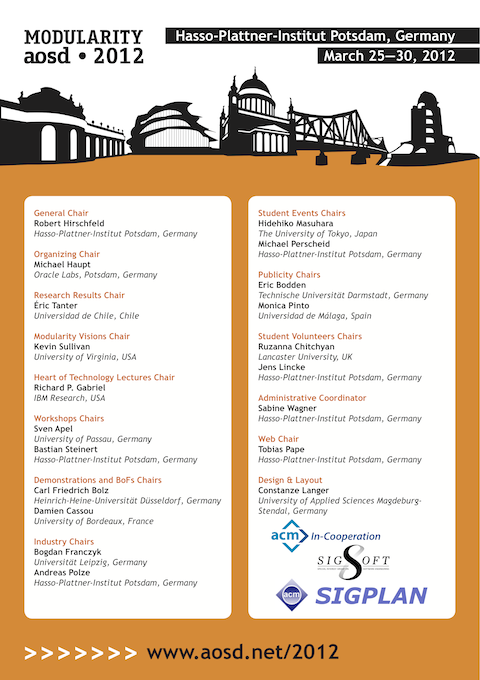 MODULARITY
aosd • 2012
Hasso-Plattner-Institut Potsdam, Germany
March 25—30, 2012
General Chair
Robert Hirschfeld
Hasso-Plattner-Institut Potsdam, Germany
Organizing Chair
Michael Haupt
Oracle Labs, Potsdam, Germany
Research Results Chair
Éric Tanter
Universidad de Chile, Chile
Modularity Visions Chair
Kevin Sullivan
University of Virginia, USA
Heart of Technology Lectures Chair
Richard P. Gabriel
IBM Research, USA
Workshops Chairs
Sven Apel
University of Passau, Germany
Bastian Steinert
Hasso-Plattner-Institut Potsdam, Germany
Demonstrations and BoFs Chairs
Carl Friedrich Bolz
Heinrich-Heine-Universität Düsseldorf, Germany
Damien Cassou
University of Bordeaux, France
Industry Chairs
Bogdan Franczyk
Universität Leipzig, Germany
Andreas Polze
Hasso-Plattner-Institut Potsdam, Germany
Student Events Chairs
Hidehiko Masuhara
The University of Tokyo, Japan
Michael Perscheid
Hasso-Plattner-Institut Potsdam, Germany
Publicity Chairs
Eric Bodden
Technische Universität Darmstadt, Germany
Monica Pinto
Universidad de Málaga, Spain
Student Volunteers Chairs
Ruzanna Chitchyan
Lancaster University, UK
Jens Lincke
Hasso-Plattner-Institut Potsdam, Germany
Administrative Coordinator
Sabine Wagner
Hasso-Plattner-Institut Potsdam, Germany
Web Chair
Tobias Pape
Hasso-Plattner-Institut Potsdam, Germany
Design & Layout
Constanze Langer
University of Applied Sciences Magdeburg-
Stendal, Germany
acm In-Cooperation
SIGSOFT
acm SIGPLAN
>>>>>>> www.aosd.net/2012